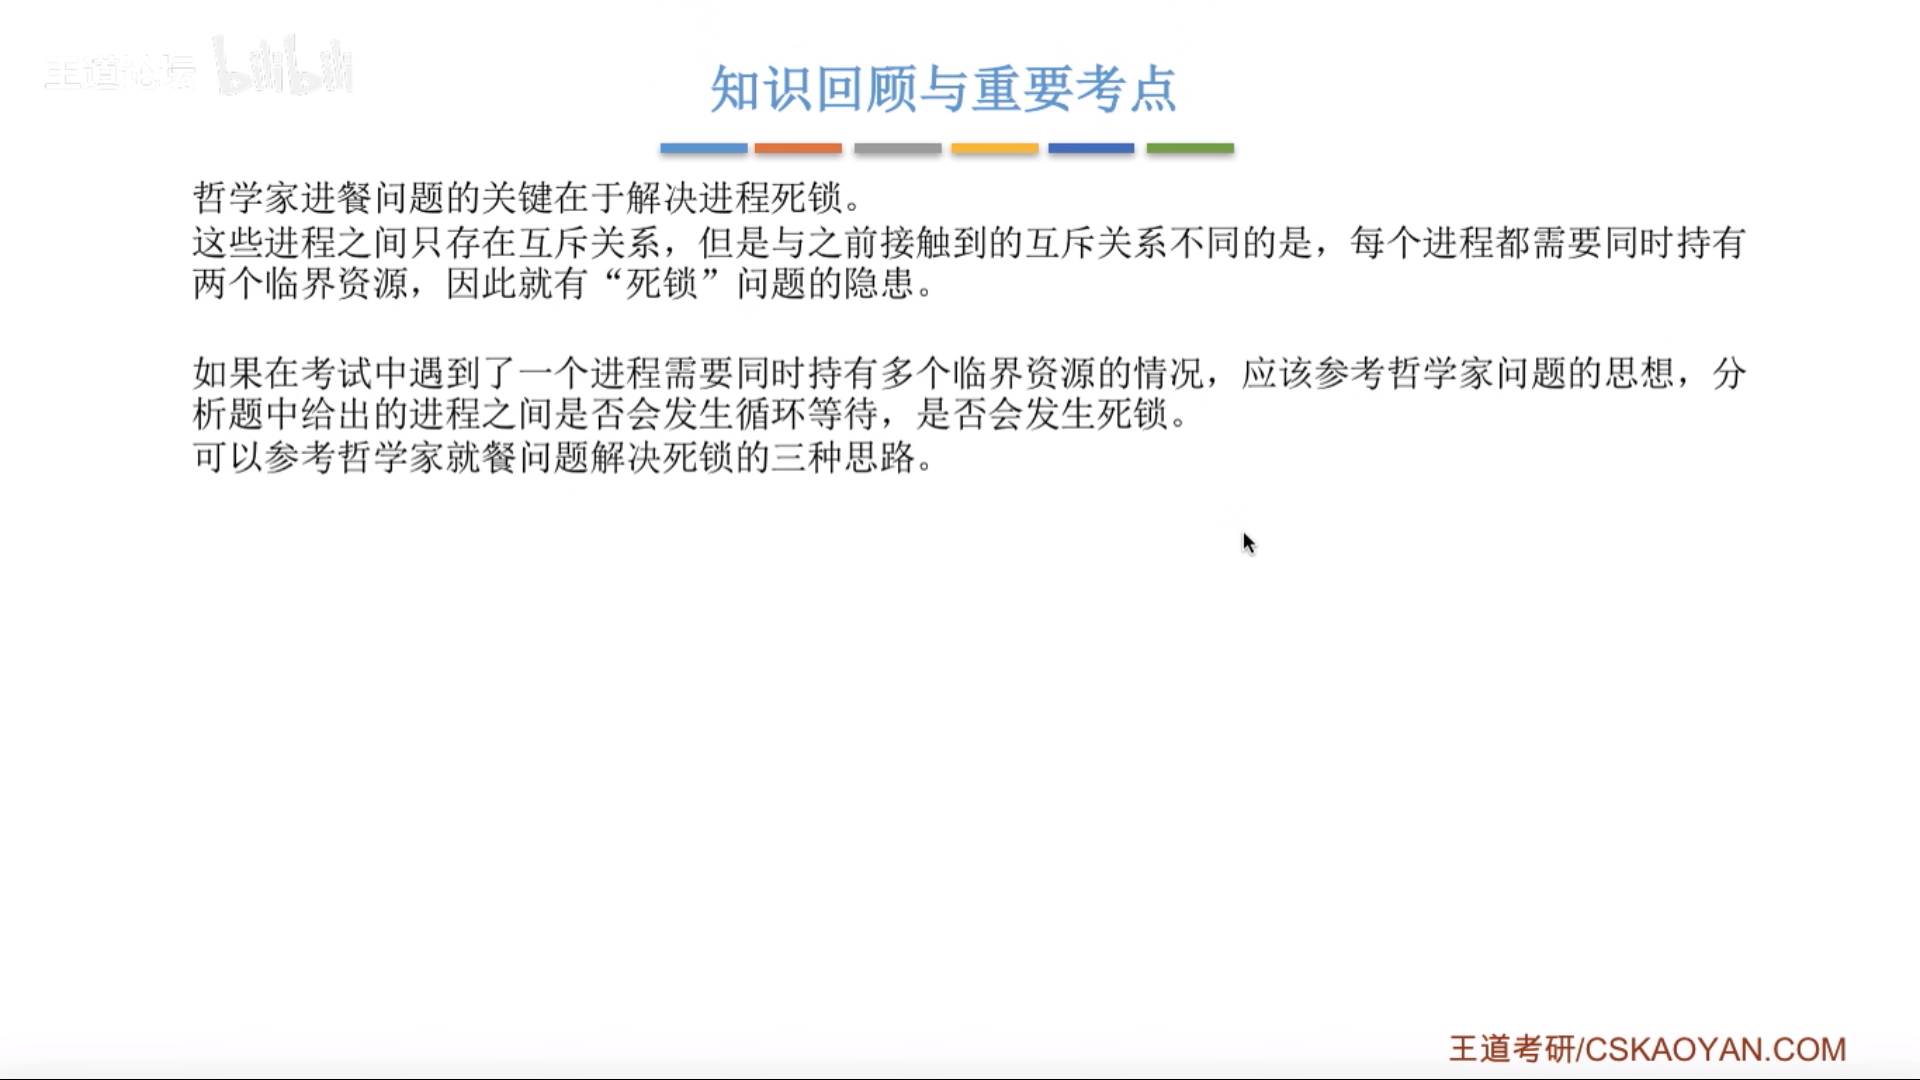 王道论坛 bilibili
知识回顾与重要考点
哲学家进餐问题的关键在于解决进程死锁。
这些进程之间只存在互斥关系，但是与之前接触到的互斥关系不同的是，每个进程都需要同时持有
两个临界资源，因此就有“死锁”问题的隐患。
如果在考试中遇到了一个进程需要同时持有多个临界资源的情况，应该参考哲学家问题的思想，分
析题中给出的进程之间是否会发生循环等待，是否会发生死锁。
可以参考哲学家就餐问题解决死锁的三种思路。
王道考研/CSKAOYAN.COM